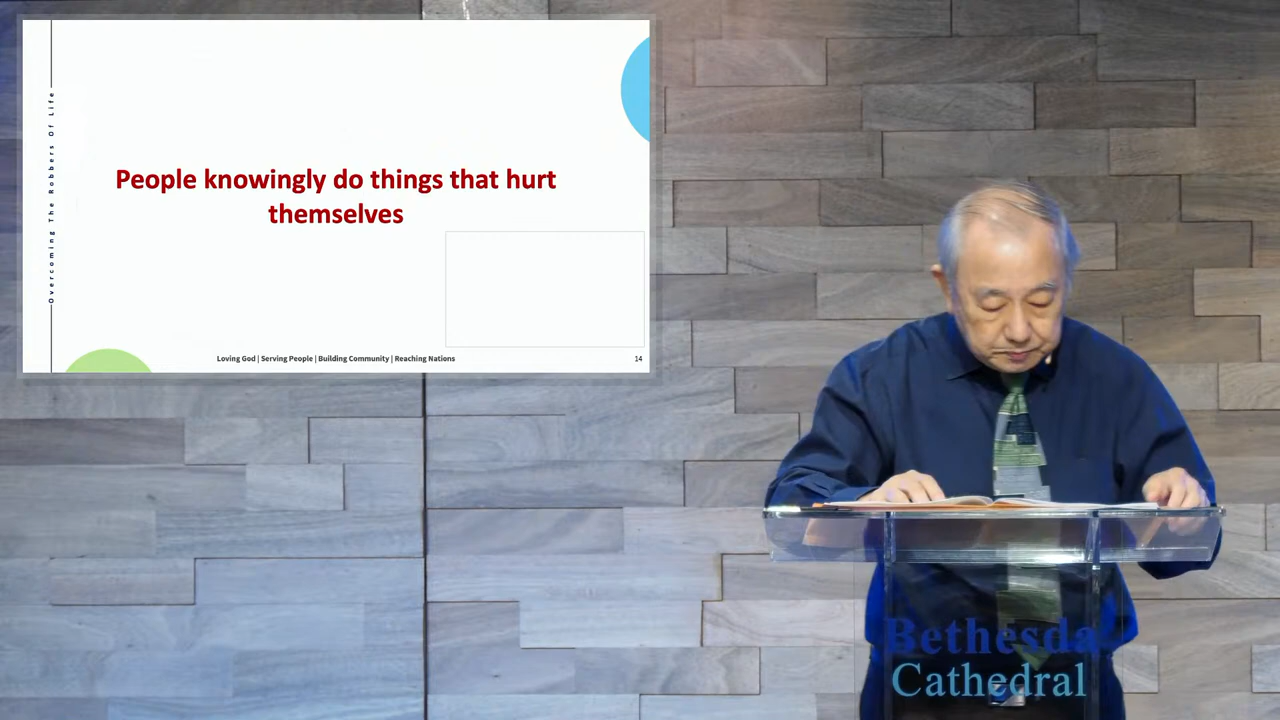 Overcoming The Robbers Of Life
People knowingly do things that hurt
themselves
Loving God | Serving People | Building Community | Reaching Nations
14
Bethesda
Cathedral